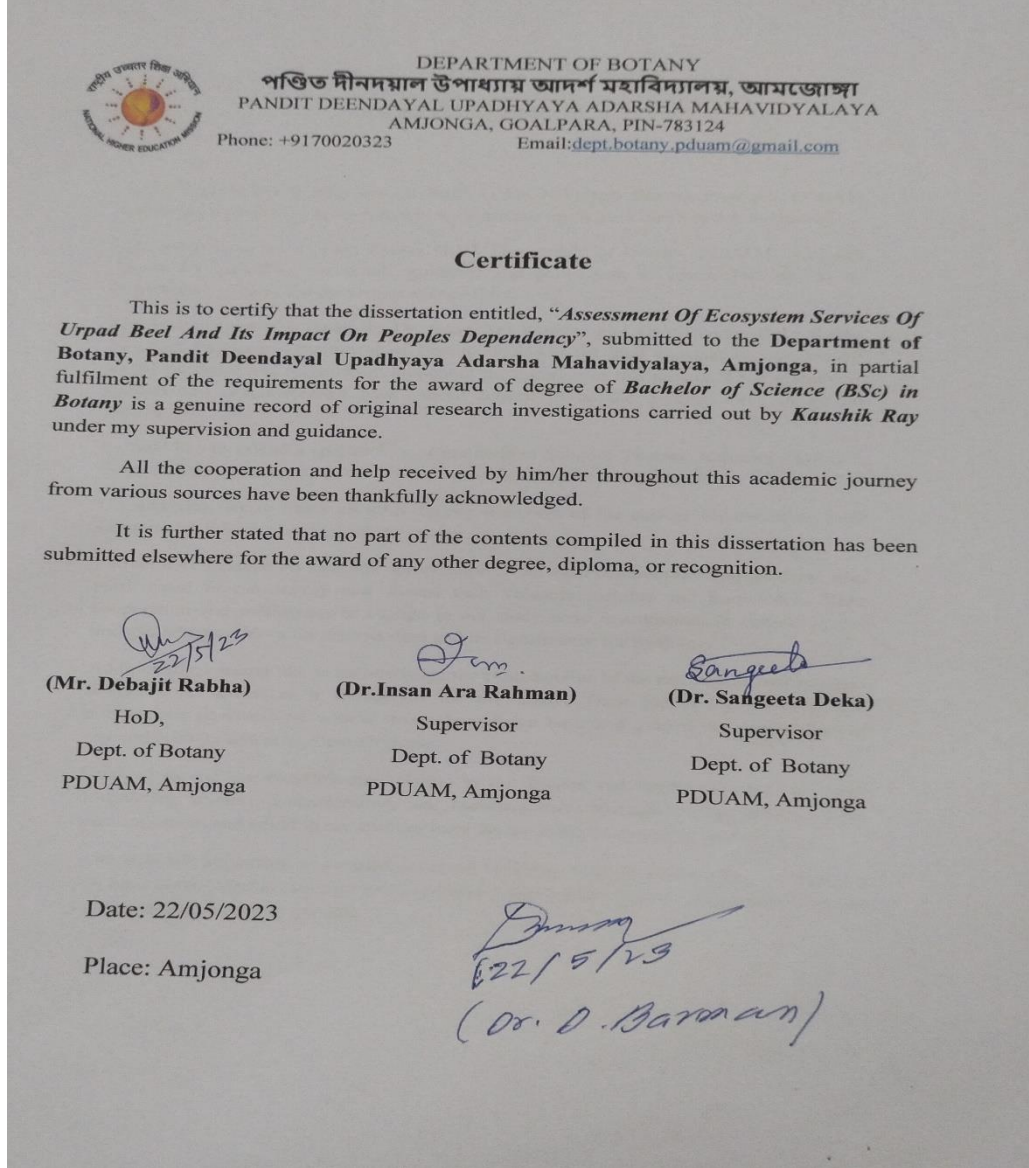 राष्ट्रीय उच्चतर शिक्षा अभियान
NATIONAL HIGHER EDUCATION MISSION
DEPARTMENT OF BOTANY
পণ্ডিত দীনদয়াল উপাধ্যায় আদৰ্শ মহাবিদ্যালয়, আমজোঙ্গা
PANDIT DEENDAYAL UPADHYAYA ADARSHA MAHAVIDYALAYA
AMJONGA, GOALPARA, PIN-783124
Phone: +9170020323 Email:dept.botany.pduam@gmail.com
Certificate
This is to certify that the dissertation entitled, “Assessment Of Ecosystem Services Of
Urpad Beel And Its Impact On Peoples Dependency”, submitted to the Department of
Botany, Pandit Deendayal Upadhyaya Adarsha Mahavidyalaya, Amjonga, in partial
fulfilment of the requirements for the award of degree of Bachelor of Science (BSc) in
Botany is a genuine record of original research investigations carried out by Kaushik Ray
under my supervision and guidance.
All the cooperation and help received by him/her throughout this academic journey
from various sources have been thankfully acknowledged.
It is further stated that no part of the contents compiled in this dissertation has been
submitted elsewhere for the award of any other degree, diploma, or recognition.
22/5/23
Sangeeta
(Mr. Debajit Rabha) (Dr.Insan Ara Rahman) (Dr. Sangeeta Deka)
HoD, Supervisor Supervisor
Dept. of Botany Dept. of Botany Dept. of Botany
PDUAM, Amjonga PDUAM, Amjonga PDUAM, Amjonga
Date: 22/05/2023
Place: Amjonga
22/5/23
(Dr. D. Barman)